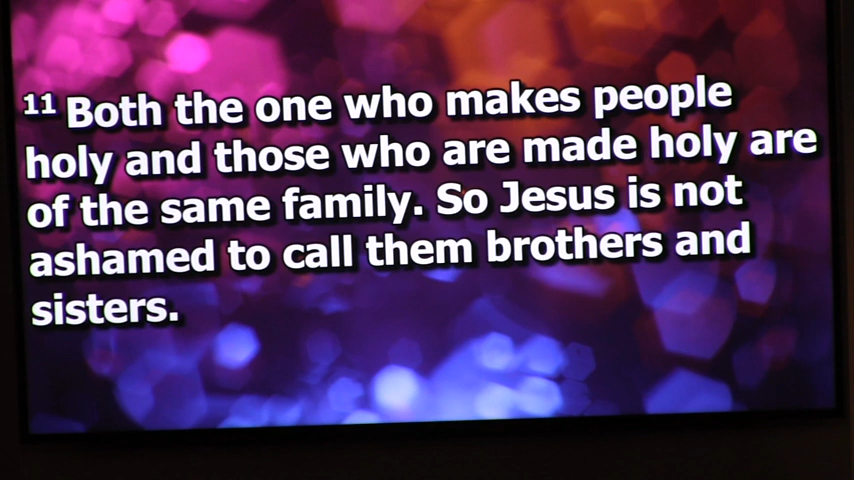 11 Both the one who makes people
holy and those who are made holy are
of the same family. So Jesus is not
ashamed to call them brothers and
sisters.